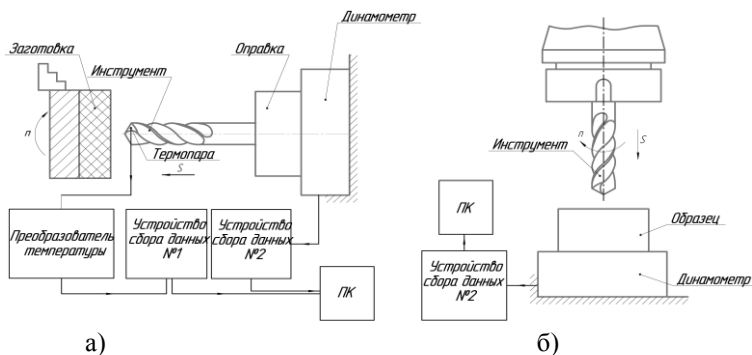 Динамометр
Оправка
Заготовка
Инструмент
n
Термопара
S
Преобразователь
температуры
Устройство
сбора данных
№1
Устройство
сбора данных
№2
ПК
а)
Инструмент
n
S
ПК
Образец
Устройство
сбора данных
№2
Динамометр
б)